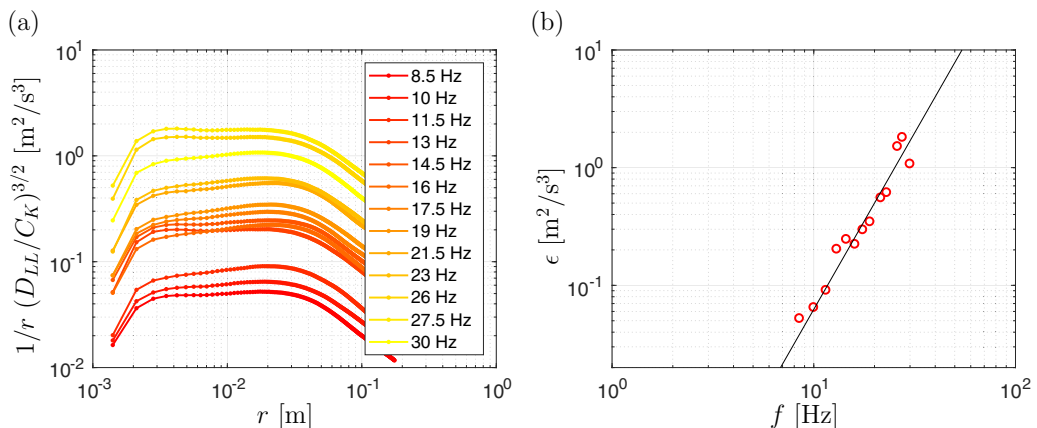 (a)
10^1
10^0
10^{-1}
10^{-2}
1/r (D_{LL}/C_K)^{3/2} [m^2/s^3]
8.5 Hz
10 Hz
11.5 Hz
13 Hz
14.5 Hz
16 Hz
17.5 Hz
19 Hz
21.5 Hz
23 Hz
26 Hz
27.5 Hz
30 Hz
10^{-3}
10^{-2}
10^{-1}
10^0
r [m]
(b)
10^1
10^0
10^{-1}
ϵ [m^2/s^3]
10^0
10^1
10^2
f [Hz]